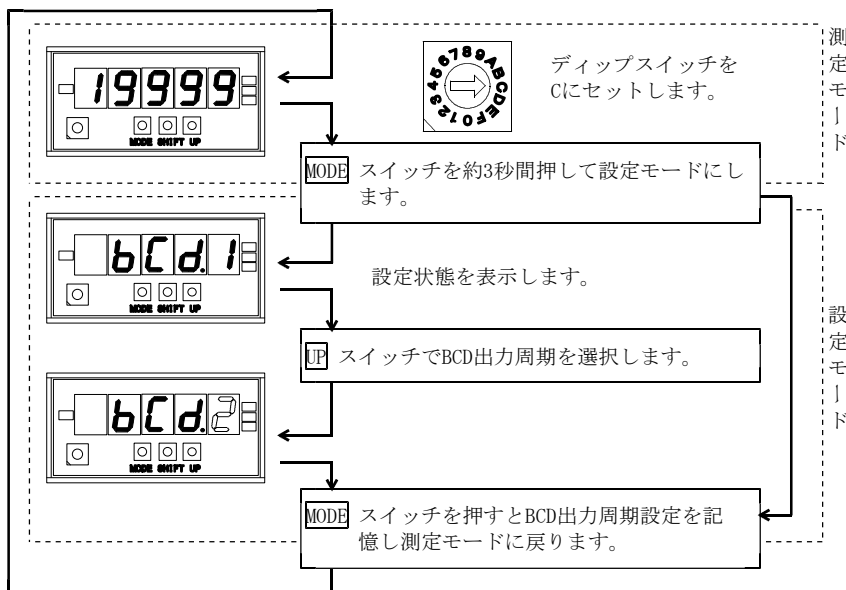 19999
MODE SHIFT UP
0123456789ABCDEF
ディップスイッチを
Cにセットします。
測定モード
MODE スイッチを約3秒間押して設定モードにし
ます。
bCd.1
MODE SHIFT UP
設定状態を表示します。
UP スイッチでBCD出力周期を選択します。
設定モード
bCd.2
MODE SHIFT UP
MODE スイッチを押すとBCD出力周期設定を記
憶し測定モードに戻ります。